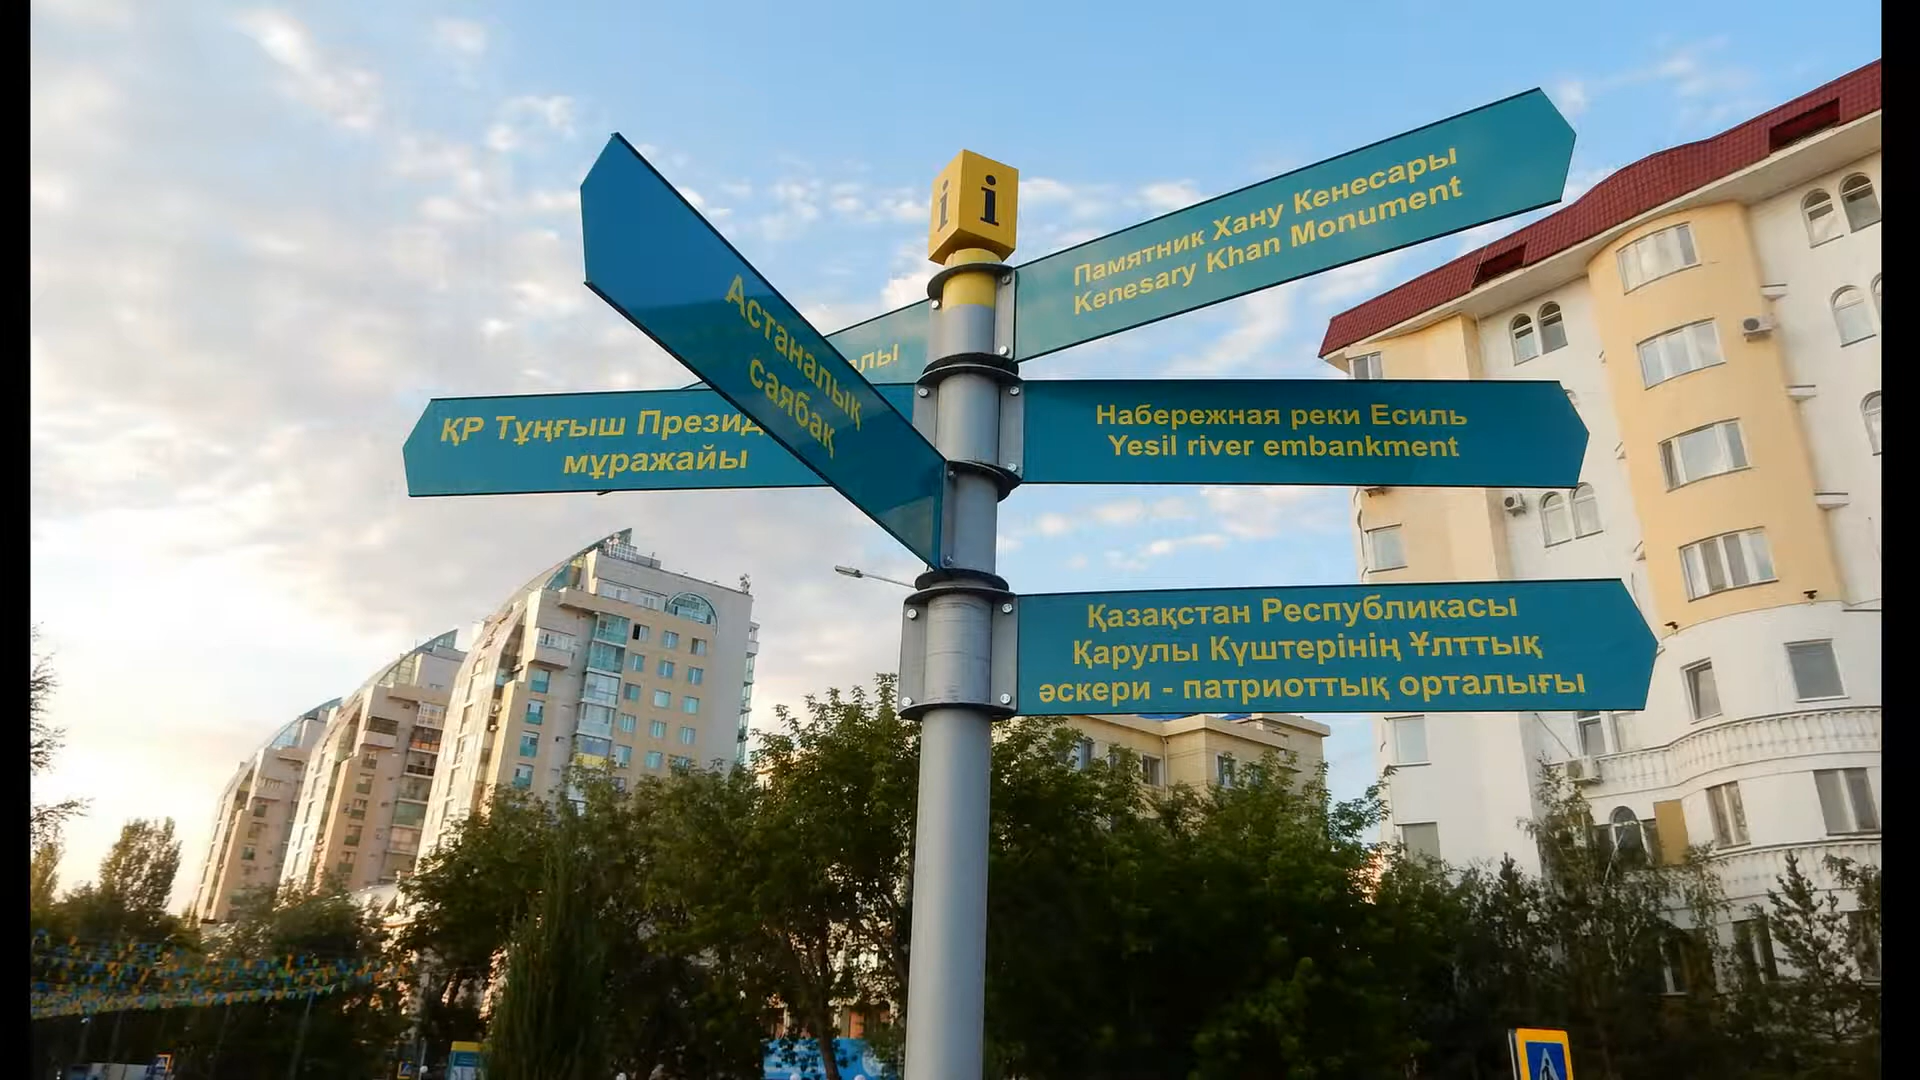 i i
Памятник Хану Кенесары
Kenesary Khan Monument
Астаналық
саябақ
ҚР Тұңғыш
мұражайы
Набережная реки Есиль
Yesil river embankment
Қазақстан Республикасы
Қарулы Күштерінің Ұлттық
әскери - патриоттық орталығы